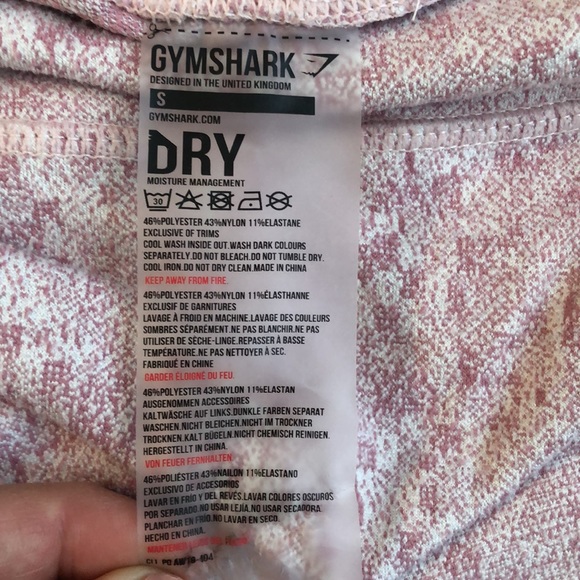 GYMSHARK
DESIGNED IN THE UNITED KINGDOM
S
GYMSHARK.COM
DRY
MOISTURE MANAGEMENT
30
46%POLYESTER 43%NYLON 11%ELASTANE
EXCLUSIVE OF TRIMS
COOL WASH INSIDE OUT.WASH DARK COLOURS
SEPARATELY.DO NOT BLEACH.DO NOT TUMBLE DRY.
COOL IRON.DO NOT DRY CLEAN.MADE IN CHINA
KEEP AWAY FROM FIRE.
46%POLYESTER 43%NYLON 11%ÉLASTHANNE
EXCLUSIF DE GARNITURES
LAVAGE À FROID EN MACHINE.LAVAGE DES COULEURS
SOMBRES SÉPARÉMENT.NE PAS BLANCHIR.NE PAS
UTILISER DE SÈCHE-LINGE.REPASSER À BASSE
TEMPÉRATURE.NE PAS NETTOYER À SEC.
FABRIQUÉ EN CHINE
GARDER ÉLOIGNÉ DU FEU.
46%POLYESTER 43%NYLON 11%ELASTAN
AUSGENOMMEN ACCESSOIRES
KALTWÄSCHE AUF LINKS.DUNKLE FARBEN SEPARAT
WASCHEN.NICHT BLEICHEN.NICHT IM TROCKNER
TROCKNEN.KALT BÜGELN.NICHT CHEMISCH REINIGEN.
HERGESTELLT IN CHINA.
VON FEUER FERNHALTEN.
46%POLIÉSTER 43%NAILON 11%ELASTANO
EXCLUSIVO DE ACCESORIOS
LAVAR EN FRÍO Y DEL REVÉS.LAVAR COLORES OSCUROS
POR SEPARADO.NO USAR LEJÍA.NO USAR SECADORA.
PLANCHAR EN FRÍO.NO LAVAR EN SECO.
HECHO EN CHINA.
MANTENER